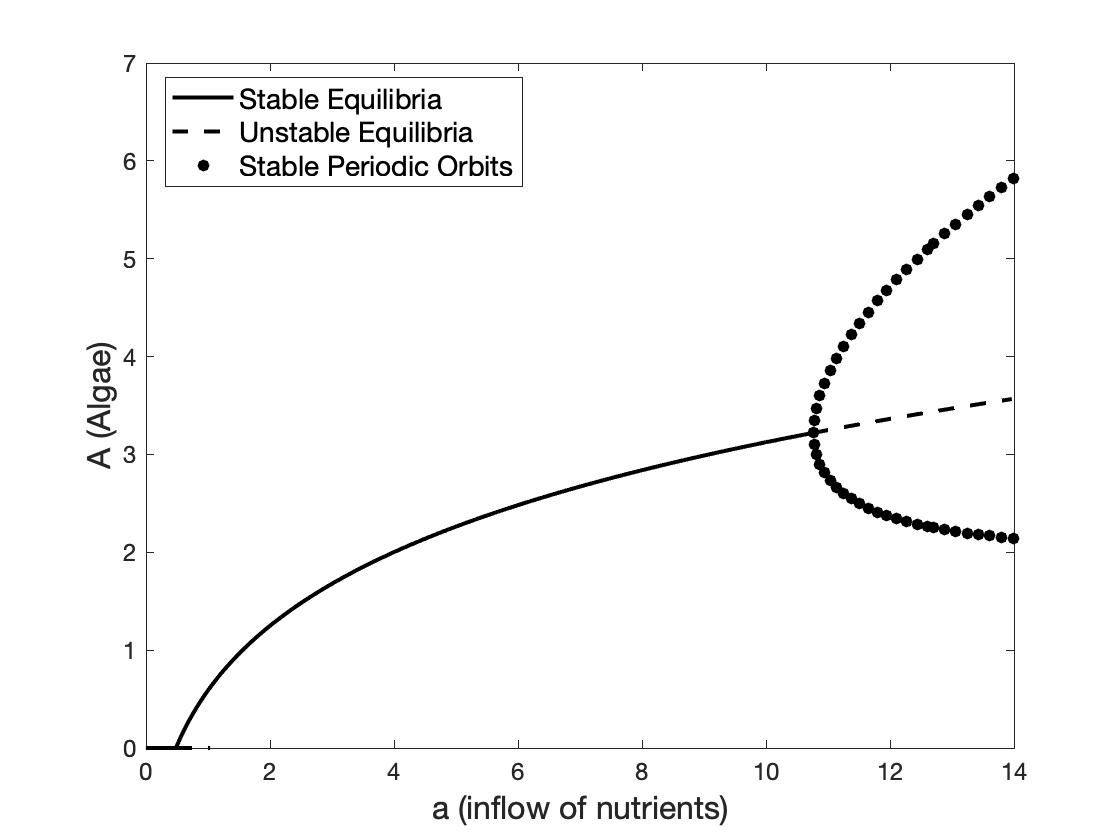 7
6
5
4
3
2
1
0
A (Algae)
Stable Equilibria
Unstable Equilibria
Stable Periodic Orbits
0 2 4 6 8 10 12 14
a (inflow of nutrients)